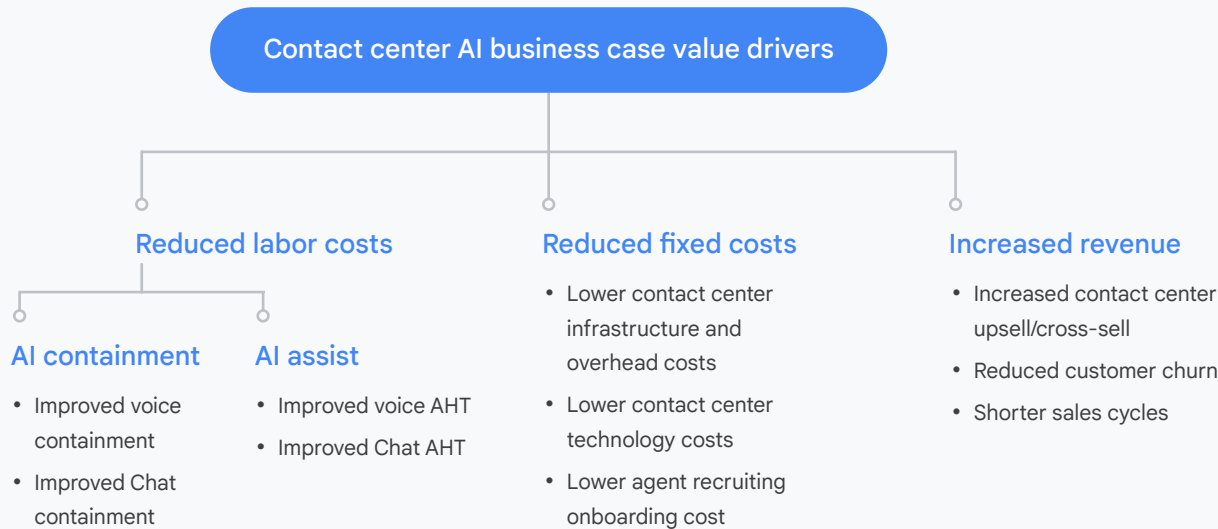 Contact center AI business case value drivers
Reduced labor costs
AI containment
• Improved voice
containment
• Improved Chat
containment
AI assist
• Improved voice AHT
• Improved Chat AHT
Reduced fixed costs
• Lower contact center
infrastructure and
overhead costs
• Lower contact center
technology costs
• Lower agent recruiting
onboarding cost
Increased revenue
• Increased contact center
upsell/cross-sell
• Reduced customer churn
• Shorter sales cycles